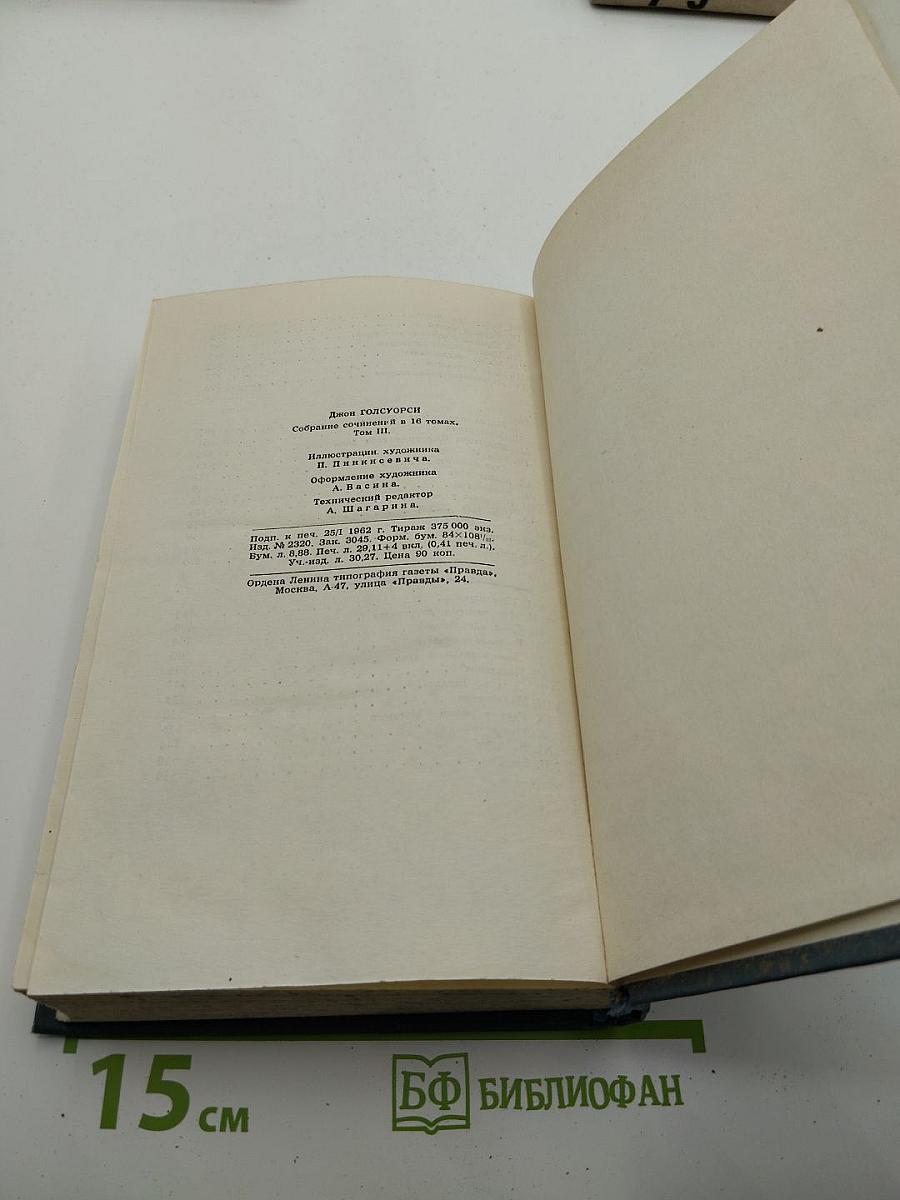 Джон ГОЛСУОРСИ
Собрание сочинений в 16 томах.
Том III.
Иллюстрации художника
П. Пинкисевича.
Оформление художника
А. Васина.
Технический редактор
А. Шагарина.
Подп. к печ. 25/I 1962 г. Тираж 375 000 экз.
Изд. № 2320. Зак. 3045. Форм. бум. 84×108¹/₃₂.
Бум. л. 8,88. Печ. л. 29,11+4 вкл. (0,41 печ. л.).
Уч.-изд. л. 30,27. Цена 90 коп.
Ордена Ленина типография газеты «Правда»,
Москва, А-47, улица «Правды», 24.
15 см
БФ БИБЛИОФАН